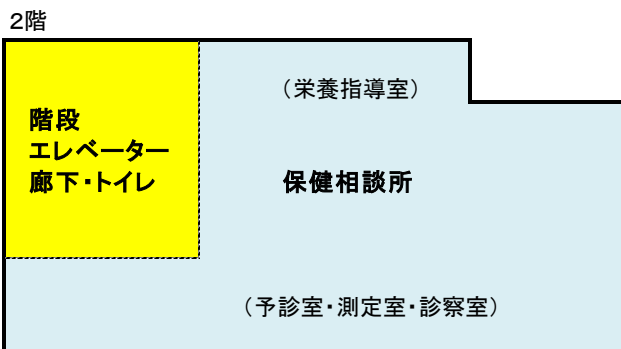 2階
（栄養指導室）
階段
エレベーター
廊下・トイレ
保健相談所
（予診室・測定室・診察室）